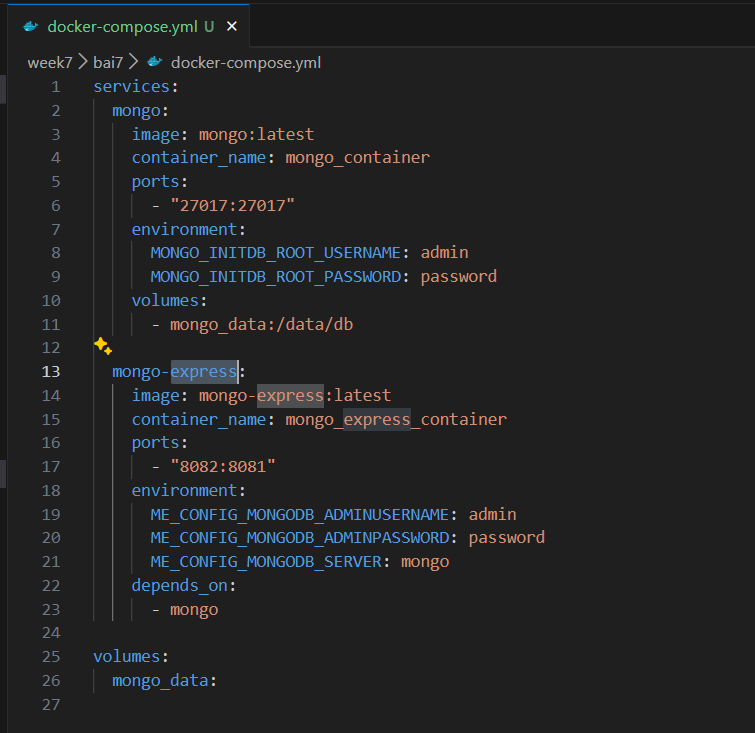 docker-compose.yml U ×
week7 > bai7 > docker-compose.yml
1 services:
2   mongo:
3     image: mongo:latest
4     container_name: mongo_container
5     ports:
6       - "27017:27017"
7     environment:
8       MONGO_INITDB_ROOT_USERNAME: admin
9       MONGO_INITDB_ROOT_PASSWORD: password
10     volumes:
11       - mongo_data:/data/db
12
13   mongo-express:
14     image: mongo-express:latest
15     container_name: mongo_express_container
16     ports:
17       - "8082:8081"
18     environment:
19       ME_CONFIG_MONGODB_ADMINUSERNAME: admin
20       ME_CONFIG_MONGODB_ADMINPASSWORD: password
21       ME_CONFIG_MONGODB_SERVER: mongo
22     depends_on:
23       - mongo
24
25 volumes:
26   mongo_data:
27